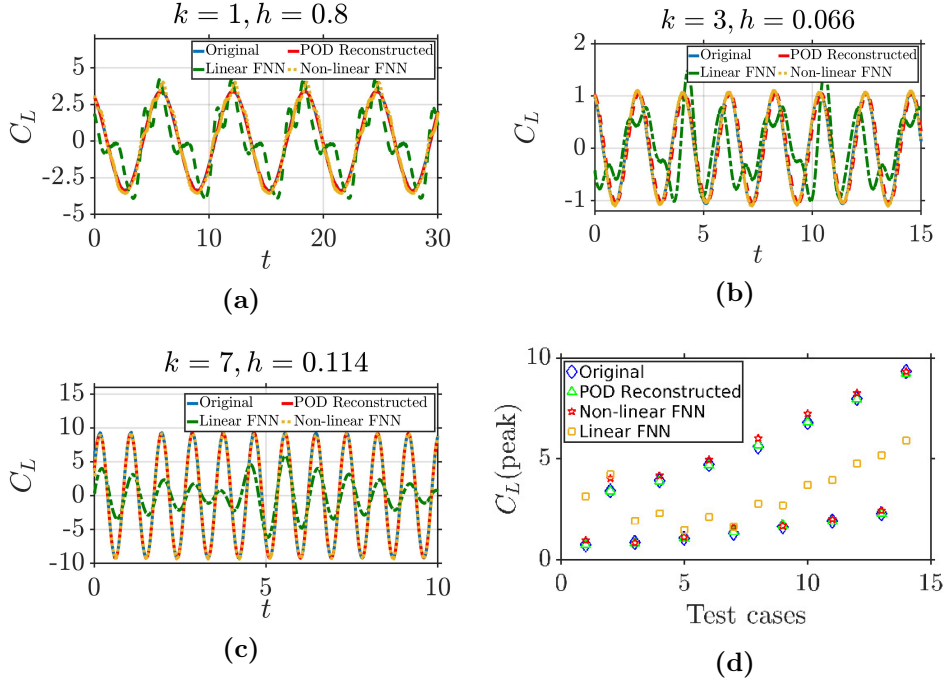 k = 1, h = 0.8
Original
POD Reconstructed
Linear FNN
Non-linear FNN
5
2.5
0
-2.5
-5
C_L
0
10
20
30
t
(a)
k = 3, h = 0.066
Original
POD Reconstructed
Linear FNN
Non-linear FNN
2
1
0
-1
C_L
0
5
10
15
t
(b)
k = 7, h = 0.114
Original
POD Reconstructed
Linear FNN
Non-linear FNN
15
10
5
0
-5
-10
C_L
0
5
10
t
(c)
Original
POD Reconstructed
Non-linear FNN
Linear FNN
10
5
0
C_L(peak)
0
5
10
15
Test cases
(d)